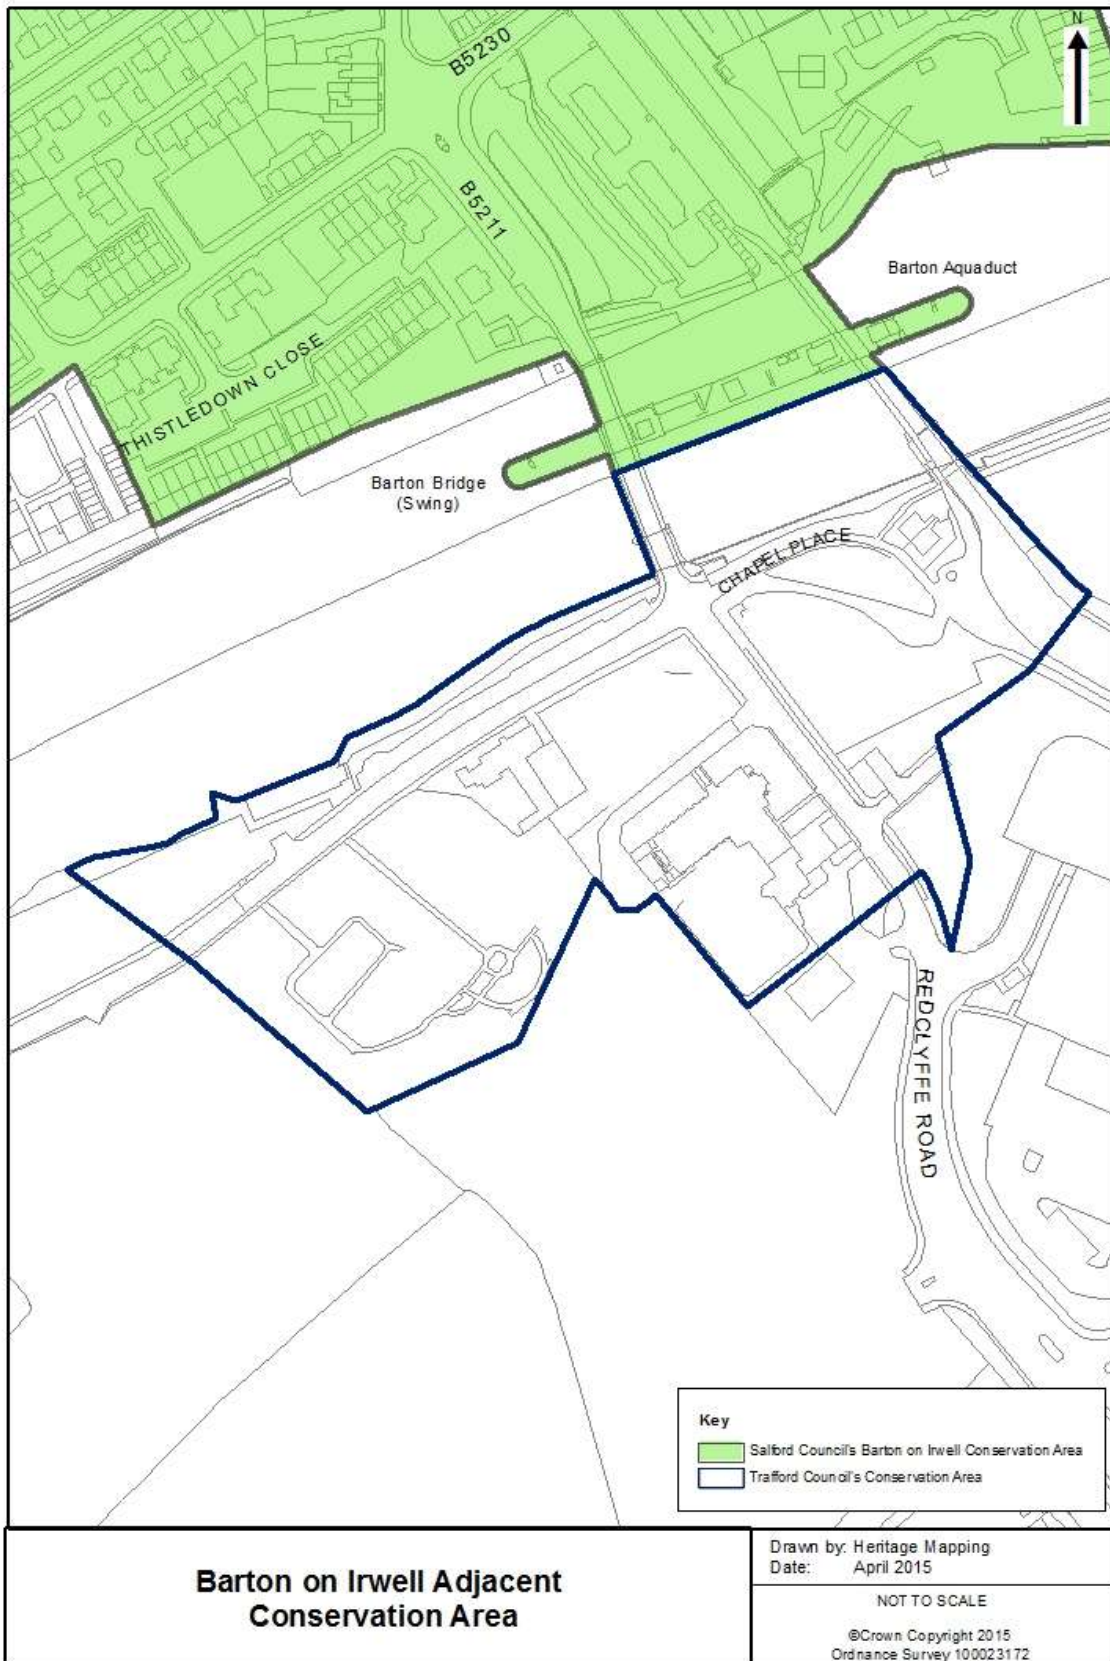 N
B5230
B5211
Barton Aquaduct
THISTLEDOWN CLOSE
Barton Bridge
(Swing)
CHAPEL PLACE
REDCLYFFE ROAD
Key
Salford Council's Barton on Irwell Conservation Area
Trafford Council's Conservation Area
Barton on Irwell Adjacent
Conservation Area
Drawn by: Heritage Mapping
Date: April 2015
NOT TO SCALE
©Crown Copyright 2015
Ordnance Survey 100023172